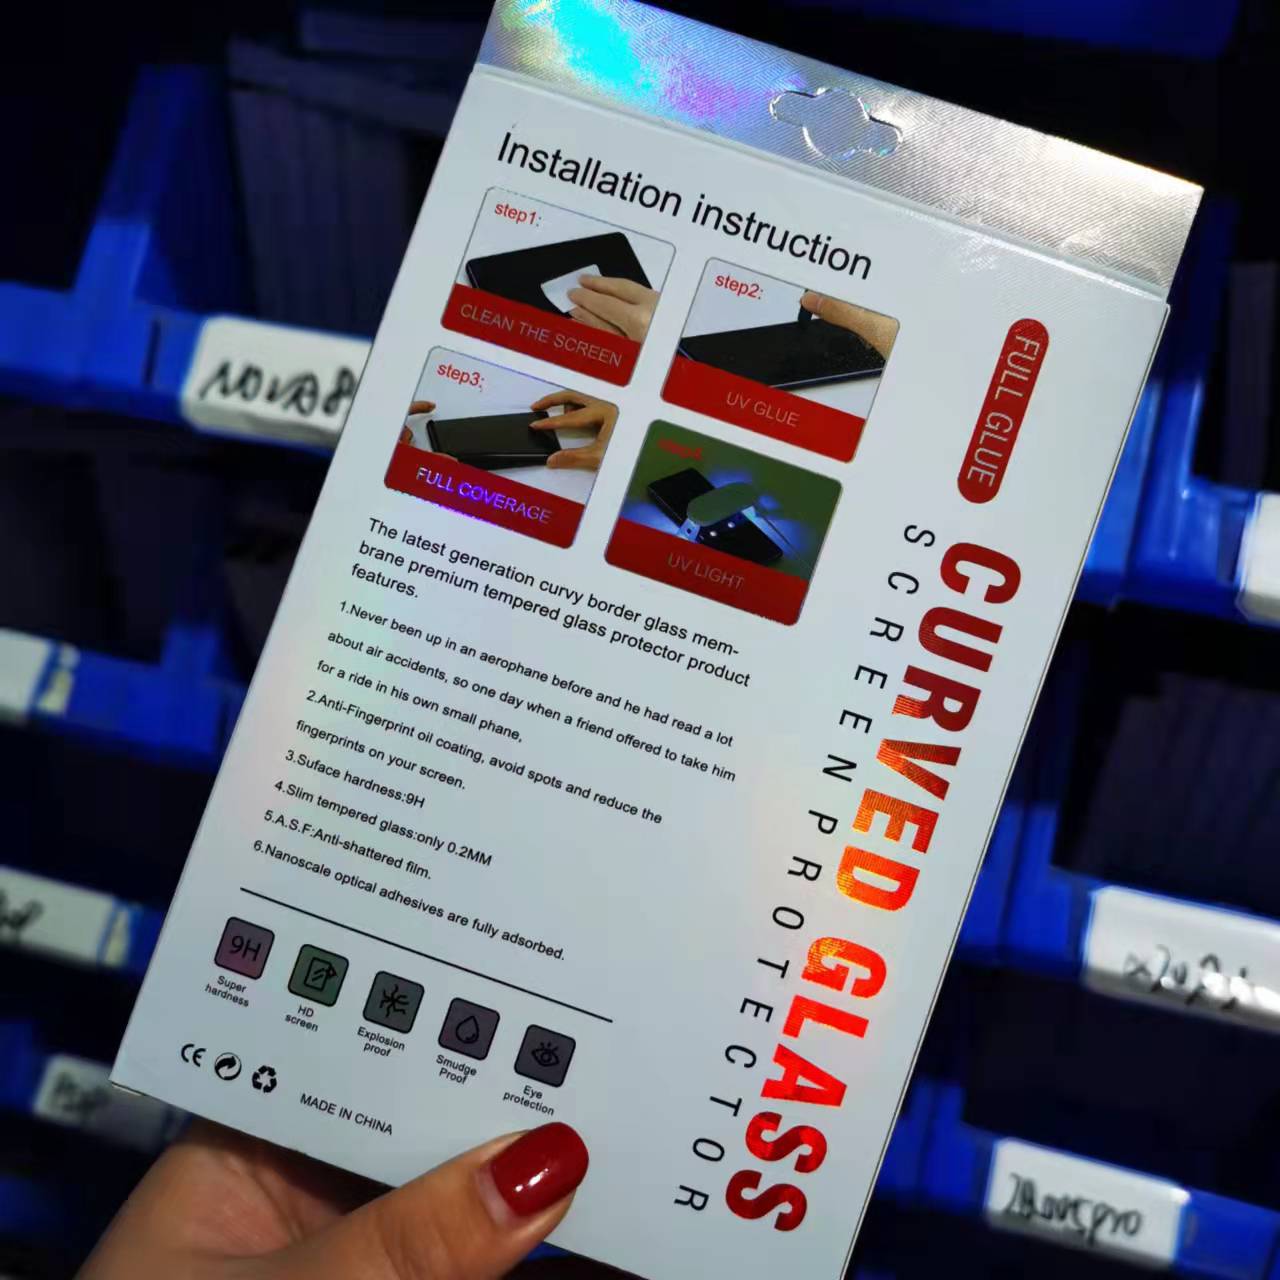 Installation instruction
step1:
CLEAN THE SCREEN
step2:
UV GLUE
step3:
FULL COVERAGE
step4:
UV LIGHT
The latest generation curvy border glass mem-
brane premium tempered glass protector product
features.
1.Never been up in an aerophane before and he had read a lot
about air accidents, so one day when a friend offered to take him
for a ride in his own small phane,
2.Anti-Fingerprint oil coating, avoid spots and reduce the
fingerprints on your screen.
3.Suface hardness:9H
4.Slim tempered glass:only 0.2MM
5.A.S.F:Anti-shattered film.
6.Nanoscale optical adhesives are fully adsorbed.
9H
Super
hardness
HD
screen
Explosion
proof
Smudge
Proof
Eye
protection
CE
MADE IN CHINA
FULL GLUE
CURVED GLASS
SCREEN PROTECTOR
NOVA8